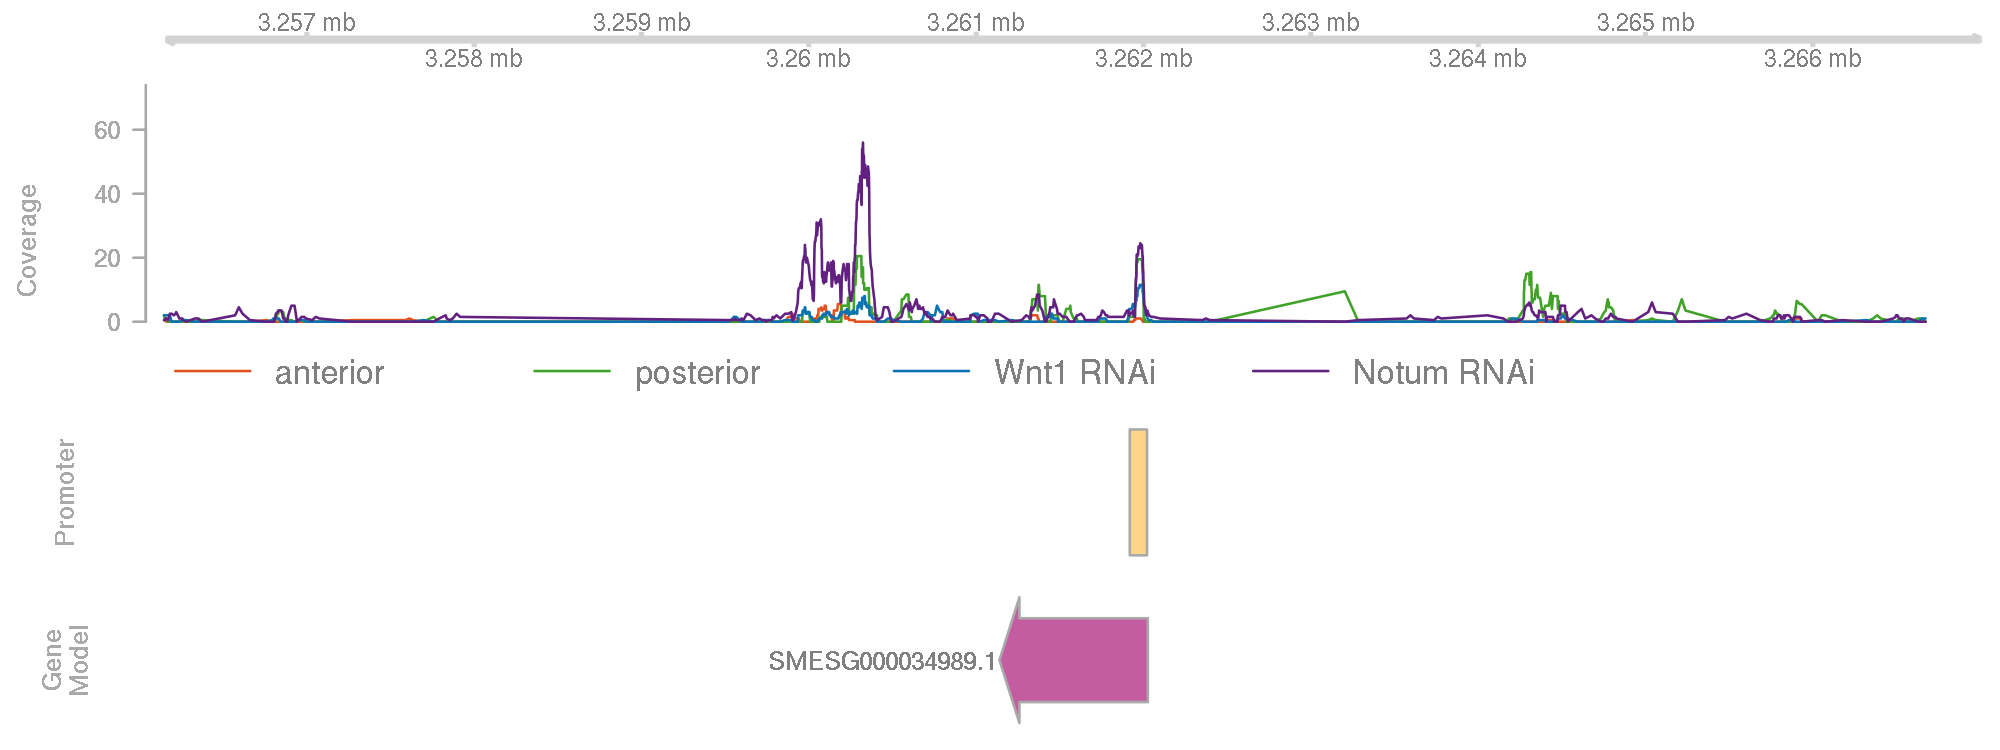 3.257 mb 3.259 mb 3.261 mb 3.263 mb 3.265 mb
3.258 mb 3.26 mb 3.262 mb 3.264 mb 3.266 mb
Coverage
60
40
20
0
anterior posterior Wnt1 RNAi Notum RNAi
Promoter
Gene
Model
SMESG000034989.1